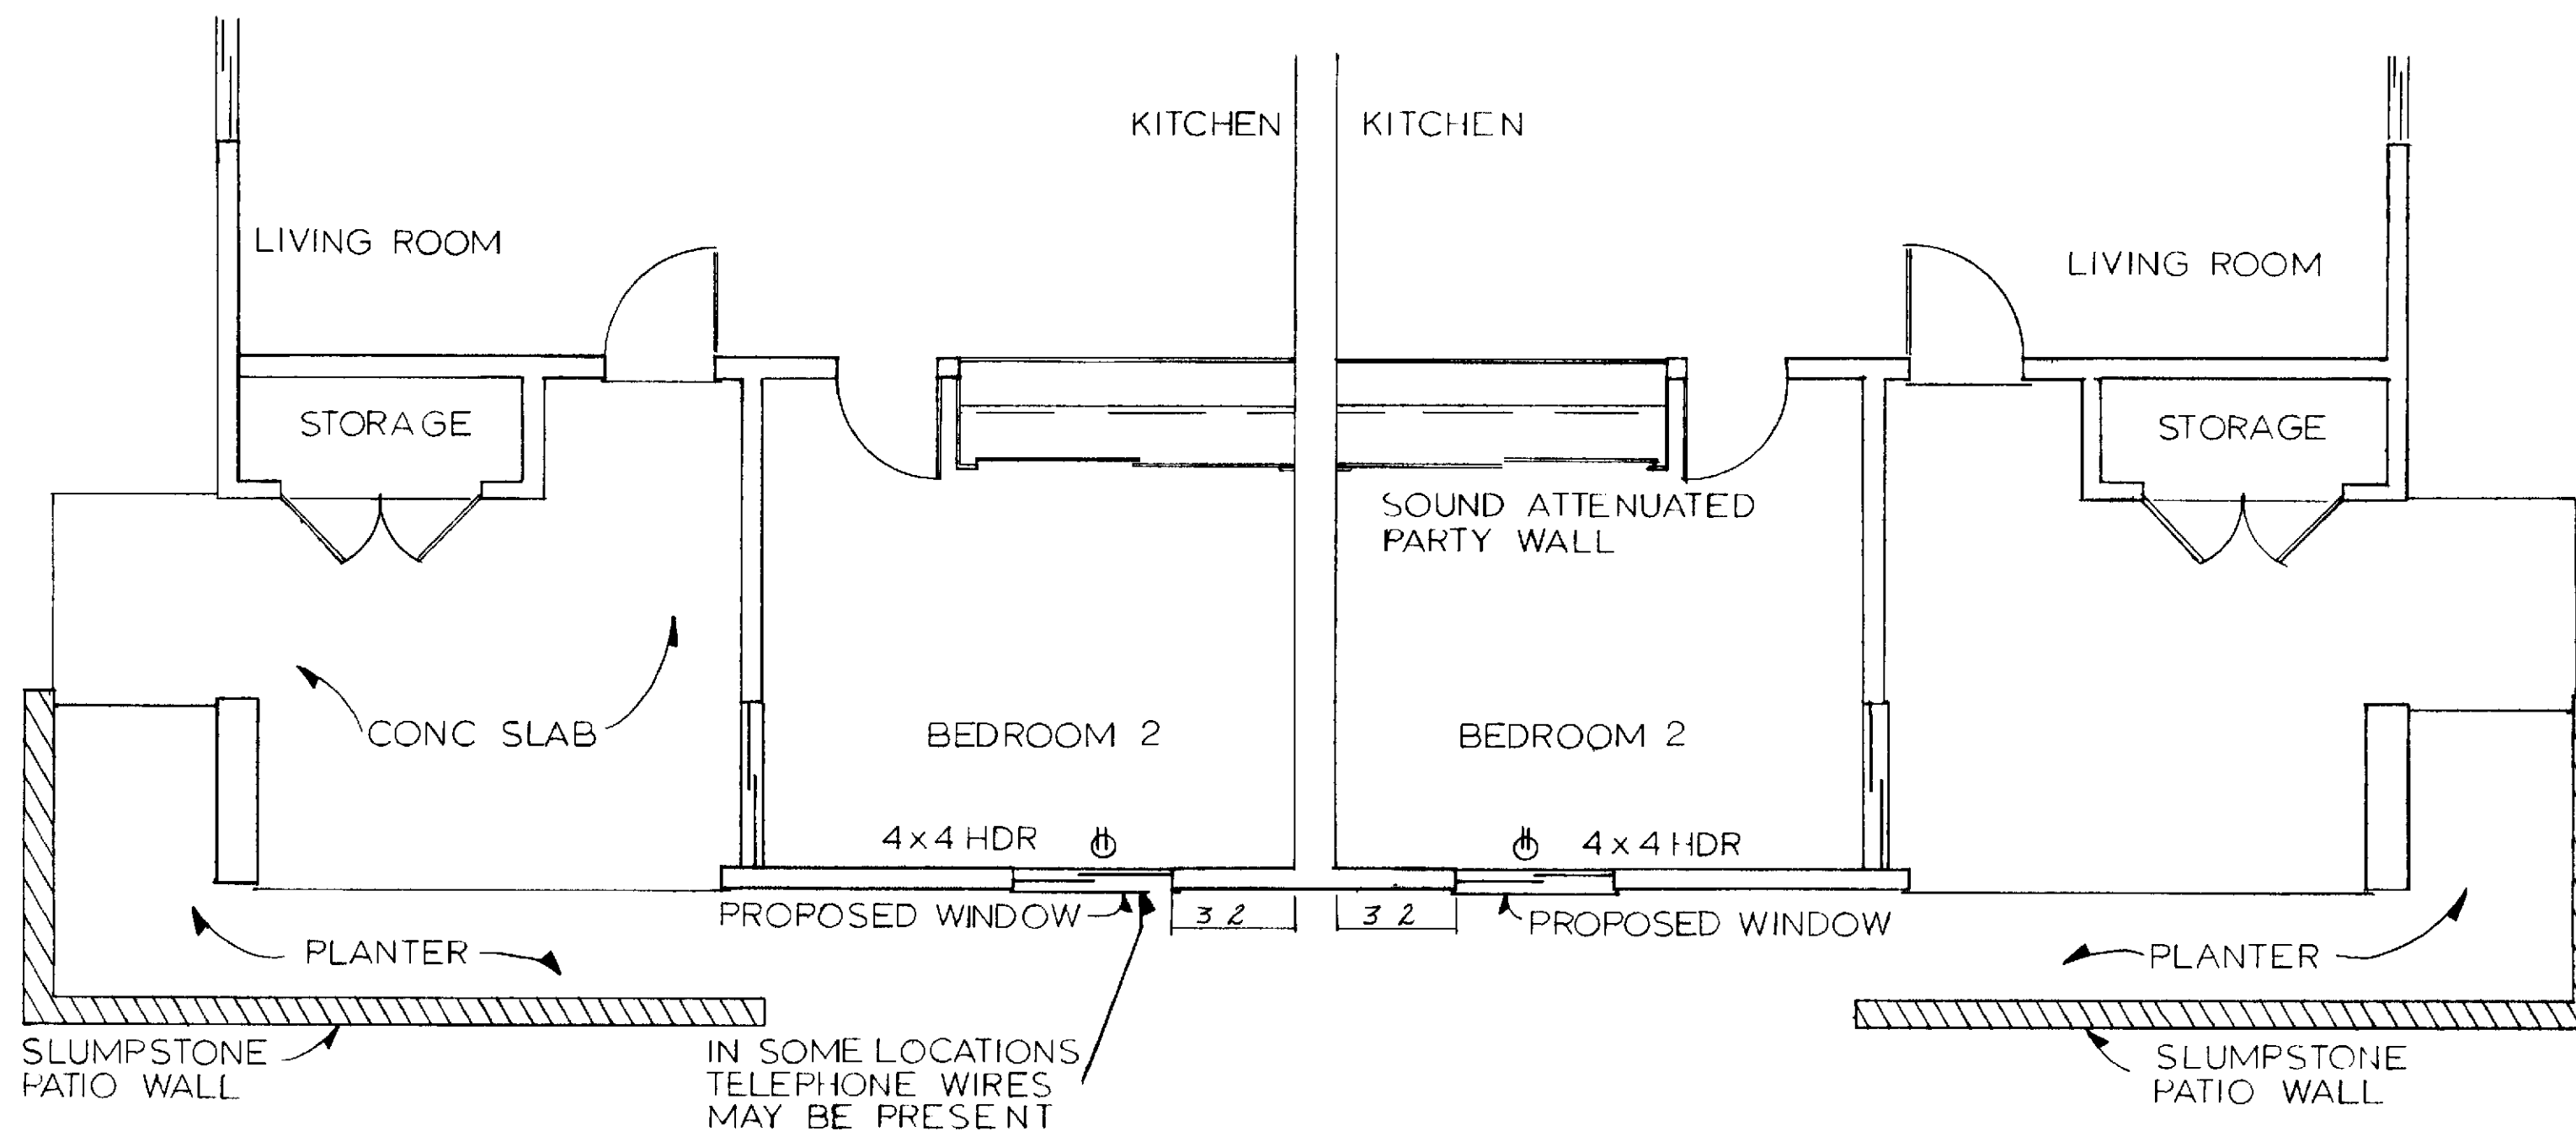 KITCHEN KITCHEN
LIVING ROOM
LIVING ROOM
STORAGE
STORAGE
SOUND ATTENUATED
PARTY WALL
CONC SLAB
BEDROOM 2
BEDROOM 2
4x4 HDR
4x4 HDR
PROPOSED WINDOW
3 2
3 2
PROPOSED WINDOW
PLANTER
PLANTER
SLUMPSTONE
PATIO WALL
IN SOME LOCATIONS
TELEPHONE WIRES
MAY BE PRESENT
SLUMPSTONE
PATIO WALL